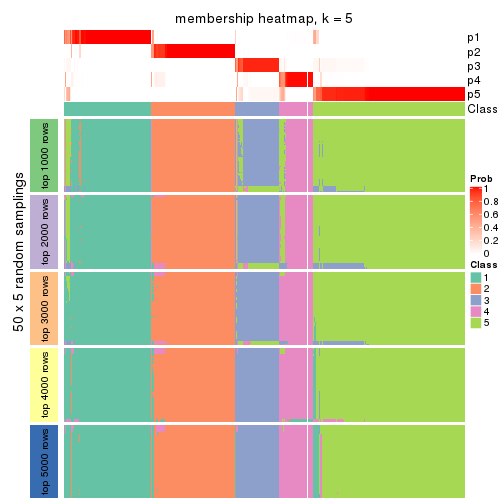 membership heatmap, k = 5
p1
p2
p3
p4
p5
Class
50 x 5 random samplings
top 1000 rows
top 2000 rows
top 3000 rows
top 4000 rows
top 5000 rows
Prob
1
0.8
0.6
0.4
0.2
0
Class
1
2
3
4
5